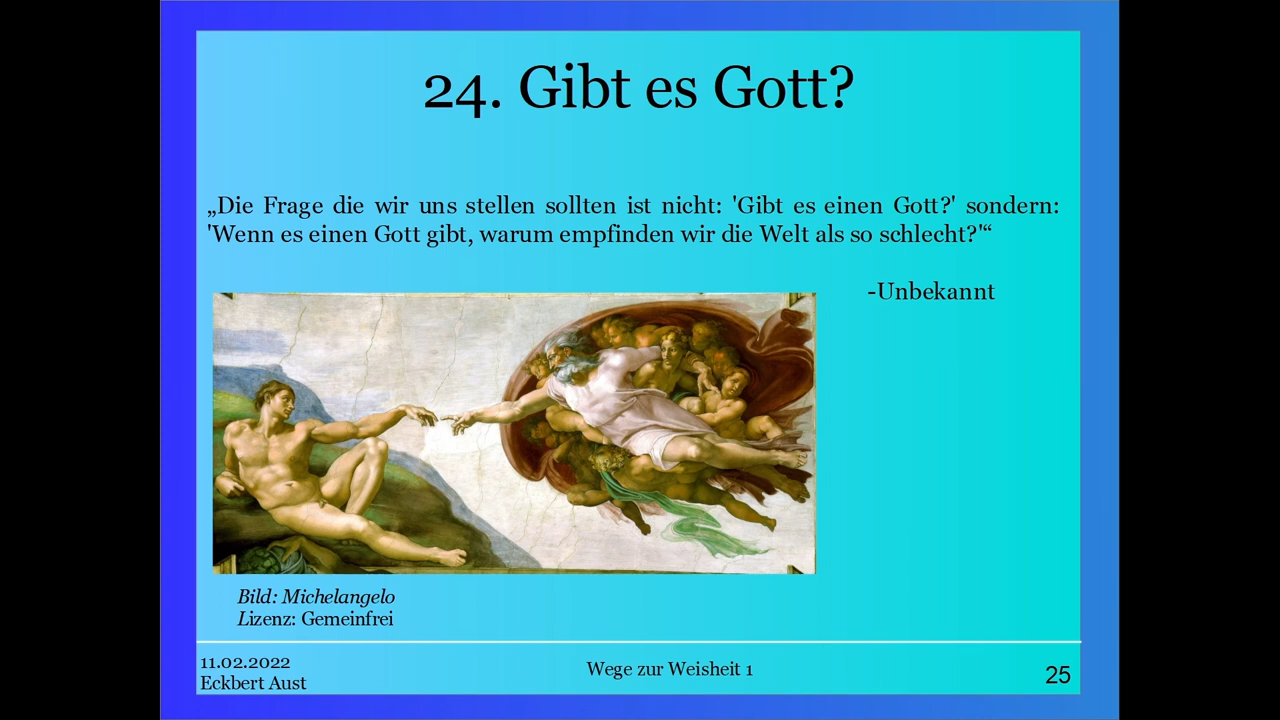 24. Gibt es Gott?
„Die Frage die wir uns stellen sollten ist nicht: 'Gibt es einen Gott?' sondern:
'Wenn es einen Gott gibt, warum empfinden wir die Welt als so schlecht?'“
-Unbekannt
Bild: Michelangelo
Lizenz: Gemeinfrei
11.02.2022
Eckbert Aust
Wege zur Weisheit 1
25